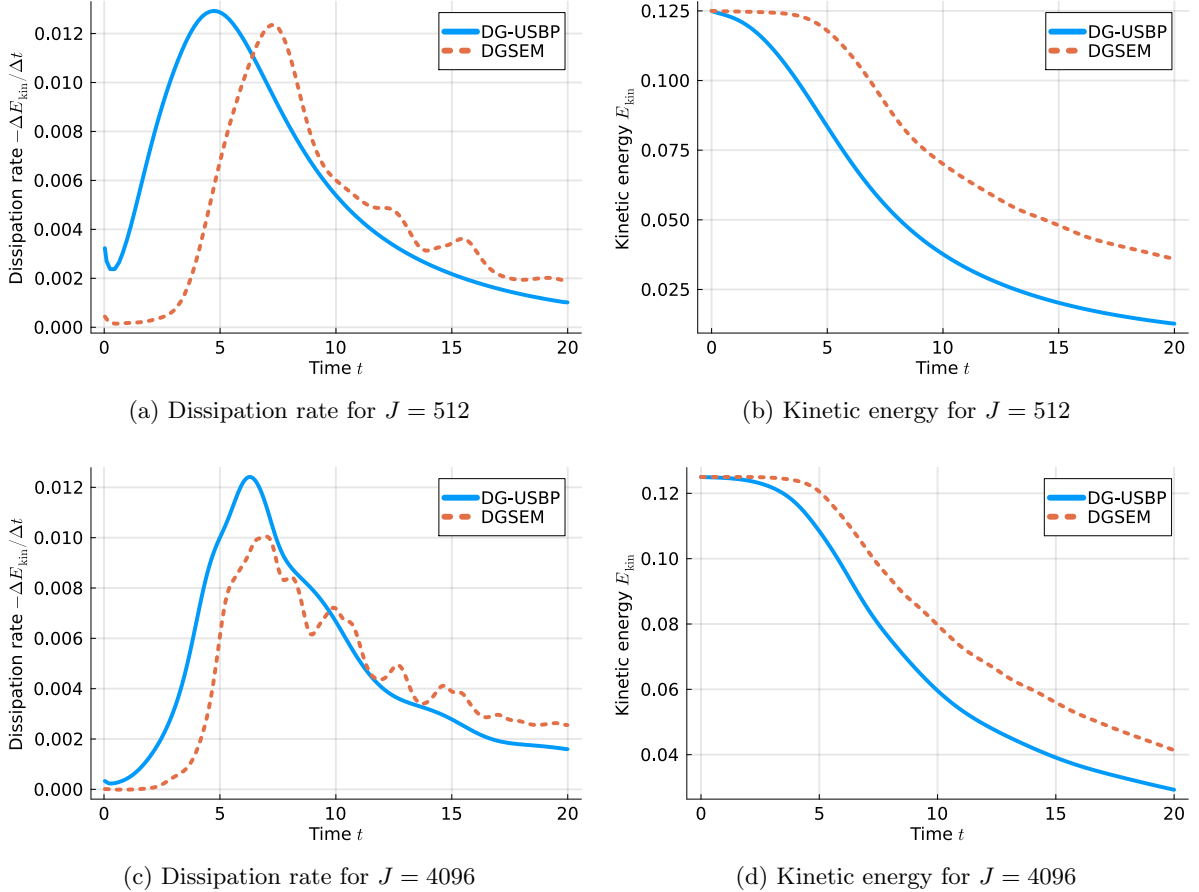 Dissipation rate −ΔE_kin/Δt
0.012
0.010
0.008
0.006
0.004
0.002
0.000
0 5 10 15 20
Time t
DG-USBP
DGSEM
(a) Dissipation rate for J = 512
Kinetic energy E_kin
0.125
0.100
0.075
0.050
0.025
0 5 10 15 20
Time t
DG-USBP
DGSEM
(b) Kinetic energy for J = 512
Dissipation rate −ΔE_kin/Δt
0.012
0.010
0.008
0.006
0.004
0.002
0.000
0 5 10 15 20
Time t
DG-USBP
DGSEM
(c) Dissipation rate for J = 4096
Kinetic energy E_kin
0.12
0.10
0.08
0.06
0.04
0 5 10 15 20
Time t
DG-USBP
DGSEM
(d) Kinetic energy for J = 4096